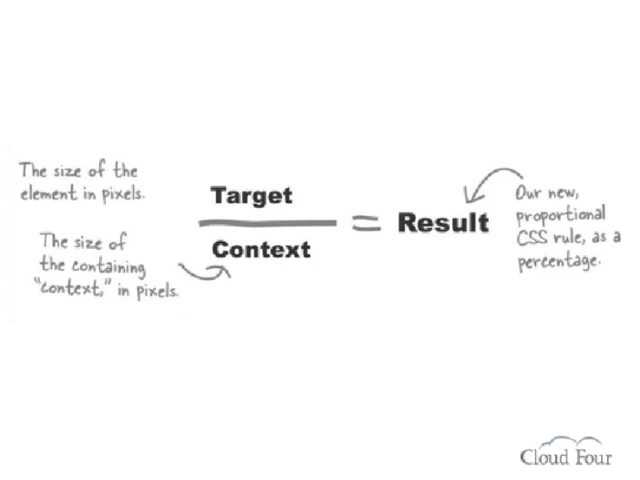 The size of the
element in pixels.
Target
=
Result
Context
The size of
the containing
"context," in pixels.
Our new,
proportional
CSS rule, as a
percentage.
Cloud Four